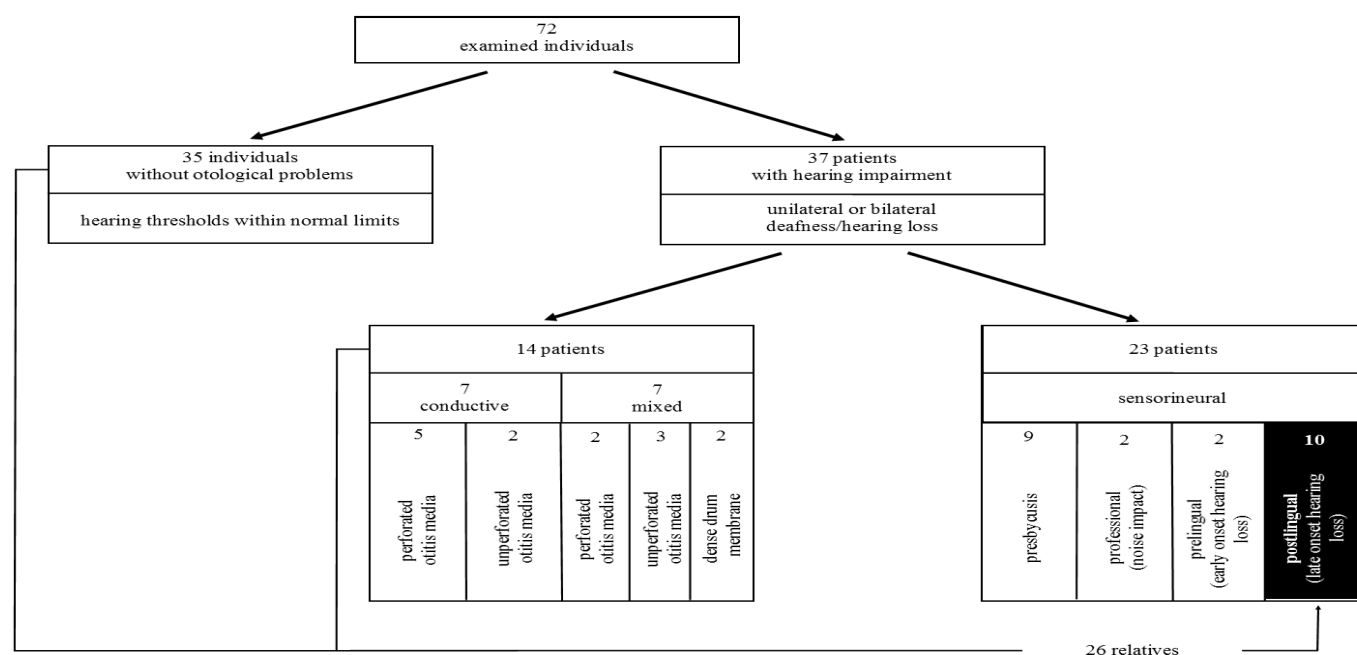 72
examined individuals
35 individuals
without otological problems
hearing thresholds within normal limits
37 patients
with hearing impairment
unilateral or bilateral
deafness/hearing loss
14 patients
7
conductive
7
mixed
5
perforated
otitis media
2
unperforated
otitis media
2
perforated
otitis media
3
unperforated
otitis media
2
dense drum
membrane
23 patients
sensorineural
9
presbycusis
2
professional
(noise impact)
2
prelingual
(early onset hearing
loss)
10
postlingual
(late onset hearing
loss)
26 relatives